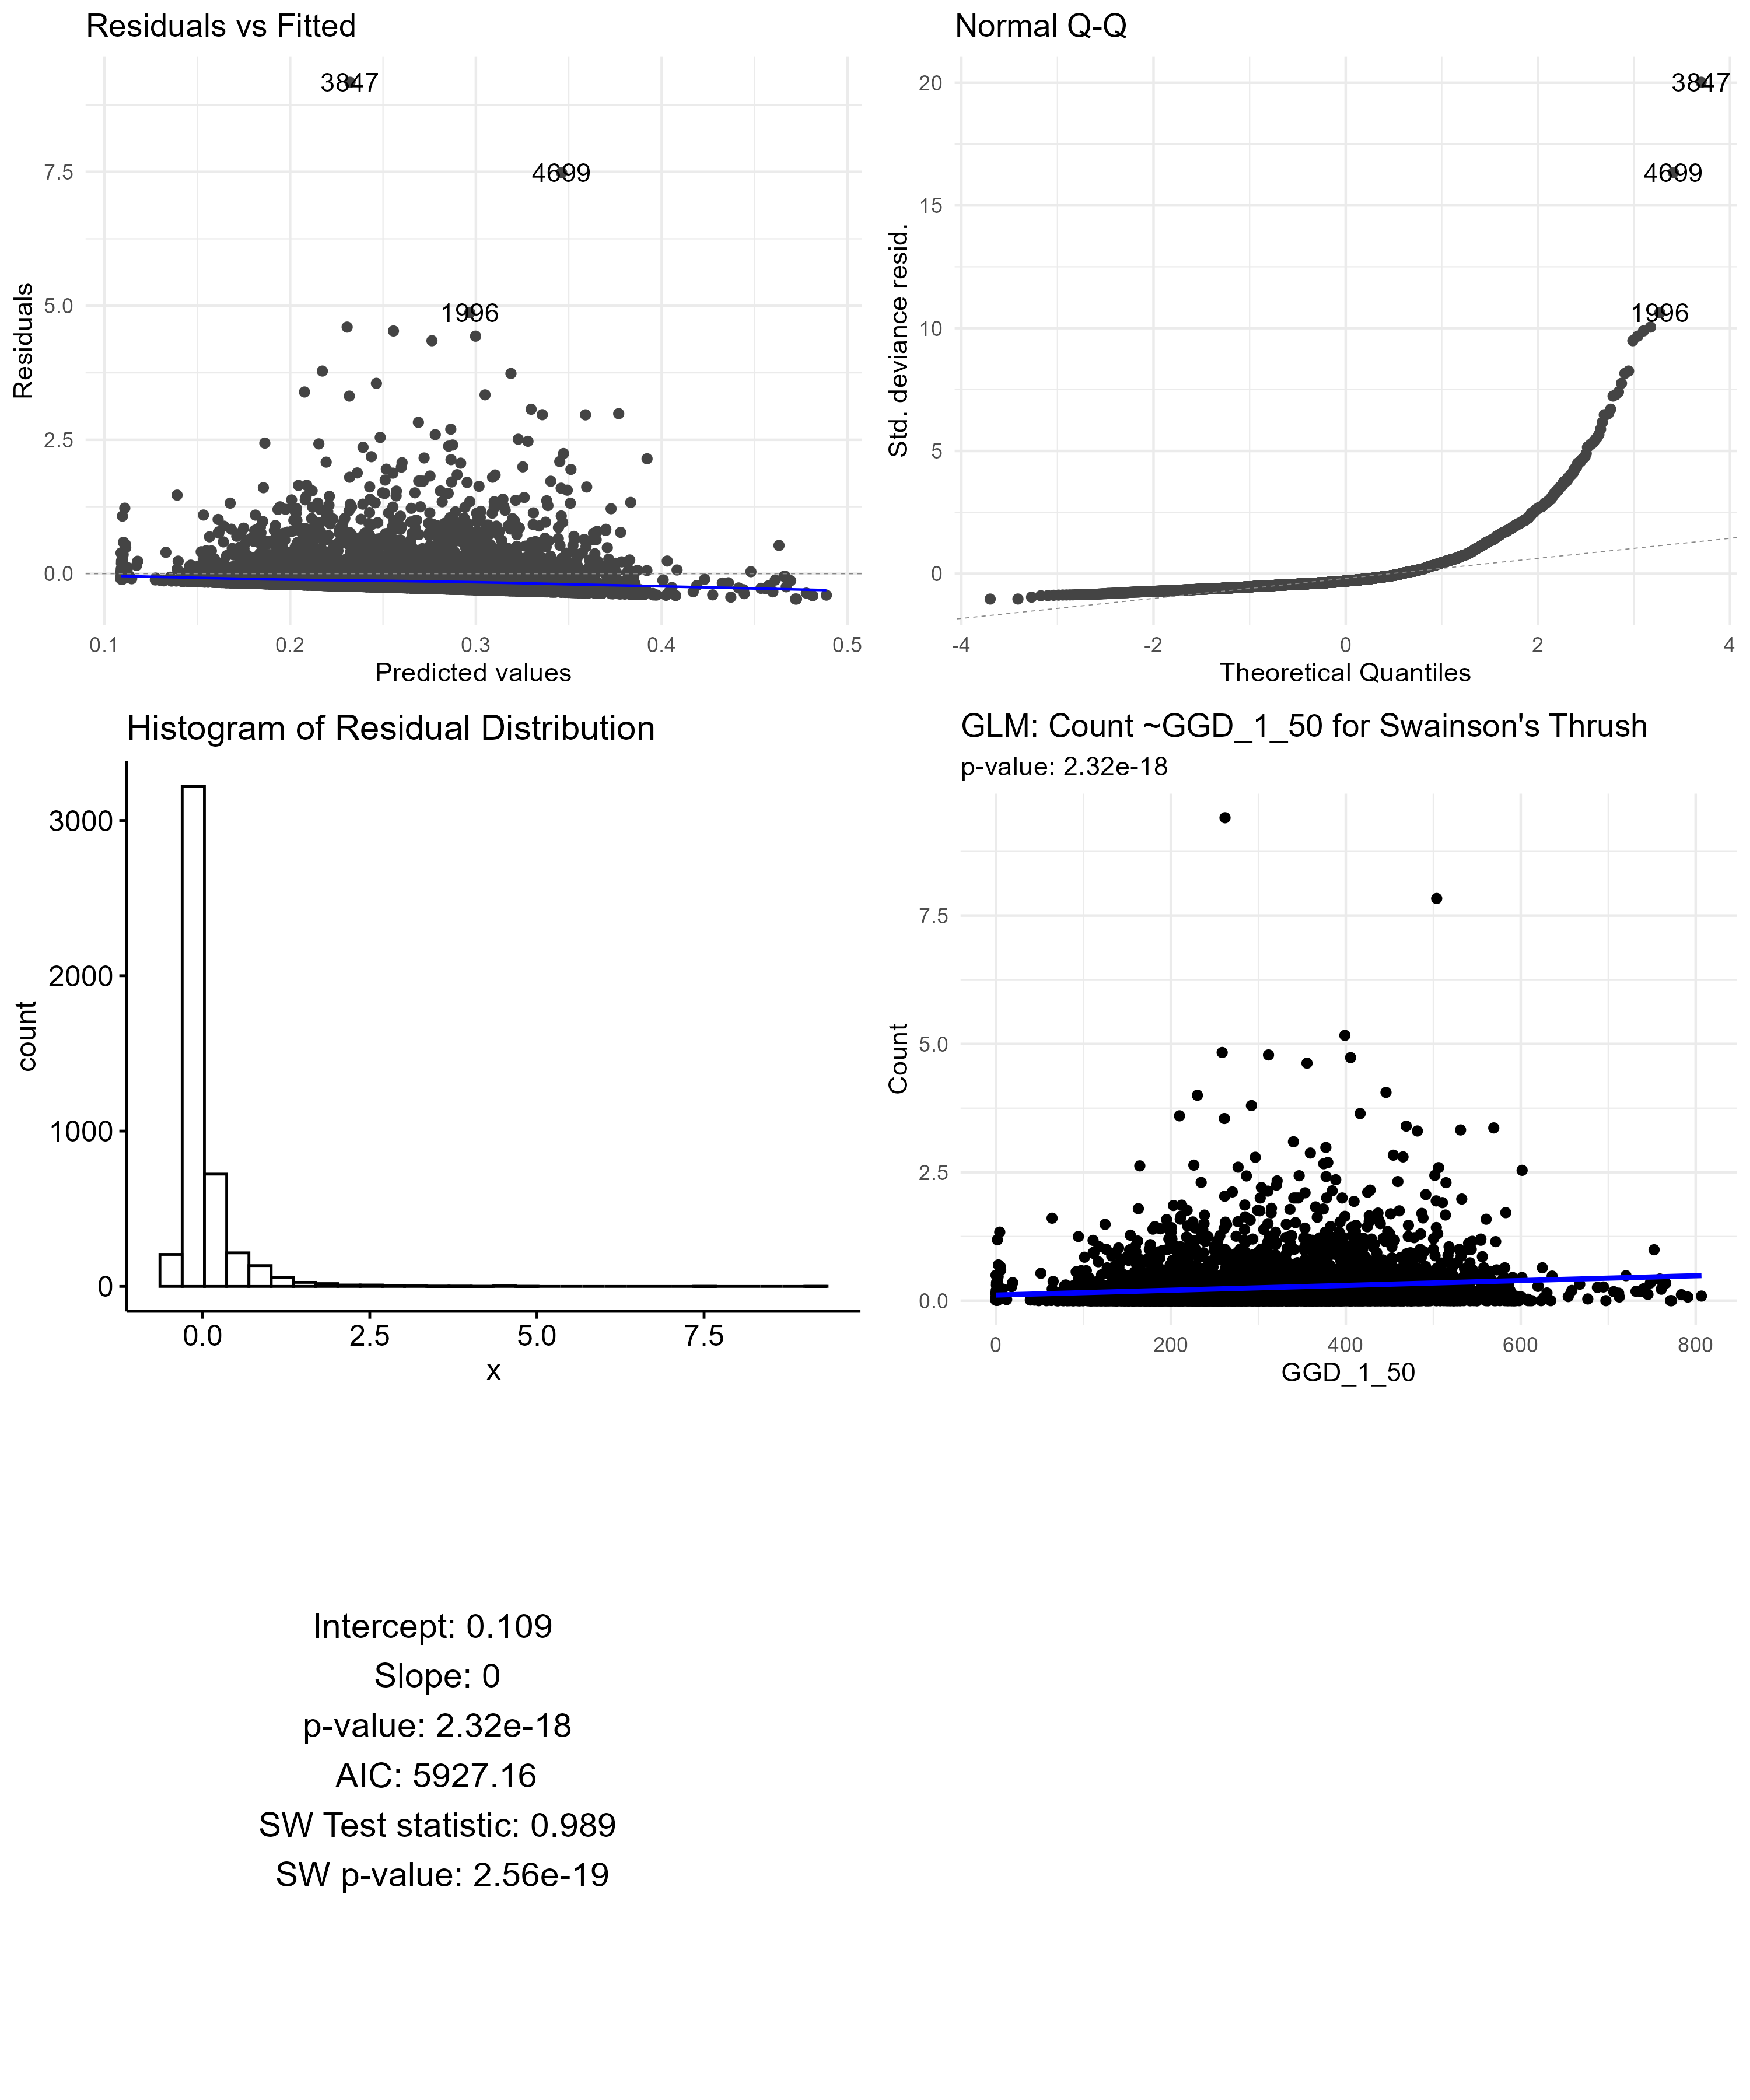 Residuals vs Fitted
3847
4699
1996
7.5
5.0
2.5
0.0
Residuals
0.1 0.2 0.3 0.4 0.5
Predicted values
Normal Q-Q
3847
4699
1996
20
15
10
5
0
Std. deviance resid.
-4 -2 0 2 4
Theoretical Quantiles
Histogram of Residual Distribution
3000
2000
1000
0
count
0.0 2.5 5.0 7.5
x
GLM: Count ~GGD_1_50 for Swainson's Thrush
p-value: 2.32e-18
7.5
5.0
2.5
0.0
Count
0 200 400 600 800
GGD_1_50
Intercept: 0.109
Slope: 0
p-value: 2.32e-18
AIC: 5927.16
SW Test statistic: 0.989
SW p-value: 2.56e-19